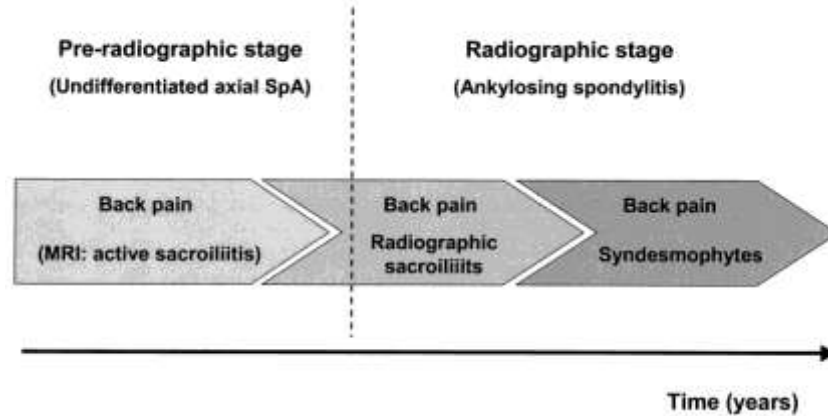 Pre-radiographic stage
(Undifferentiated axial SpA)
Radiographic stage
(Ankylosing spondylitis)
Back pain
(MRI: active sacroiliitis)
Back pain
Radiographic
sacroiliiits
Back pain
Syndesmophytes
Time (years)